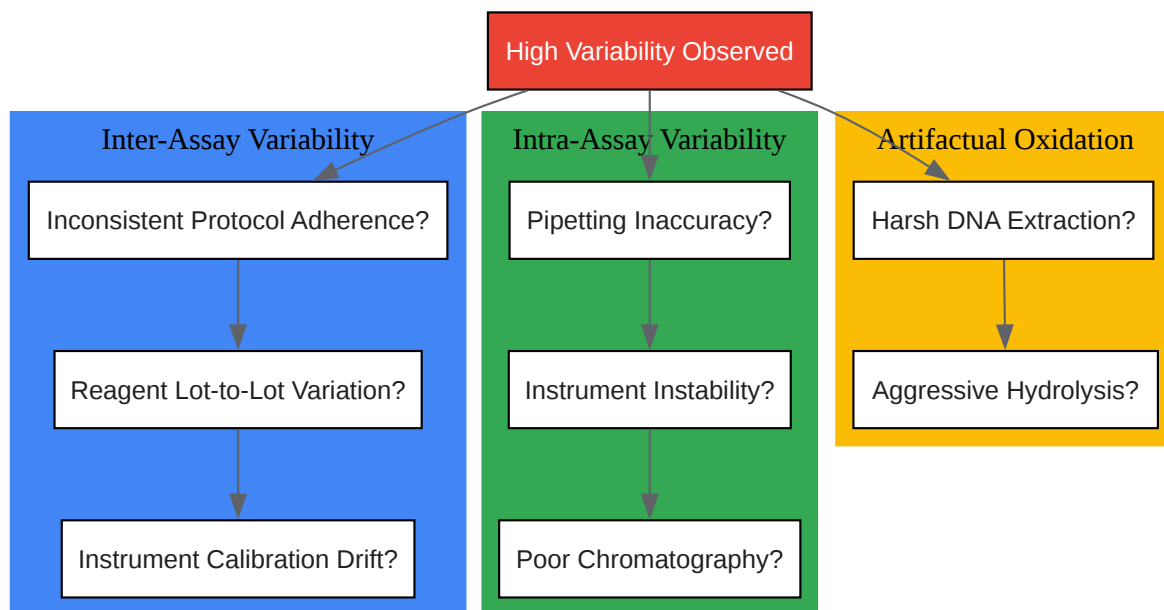 High Variability Observed
Inter-Assay Variability
Inconsistent Protocol Adherence?
Reagent Lot-to-Lot Variation?
Instrument Calibration Drift?
Intra-Assay Variability
Pipetting Inaccuracy?
Instrument Instability?
Poor Chromatography?
Artifactual Oxidation
Harsh DNA Extraction?
Aggressive Hydrolysis?